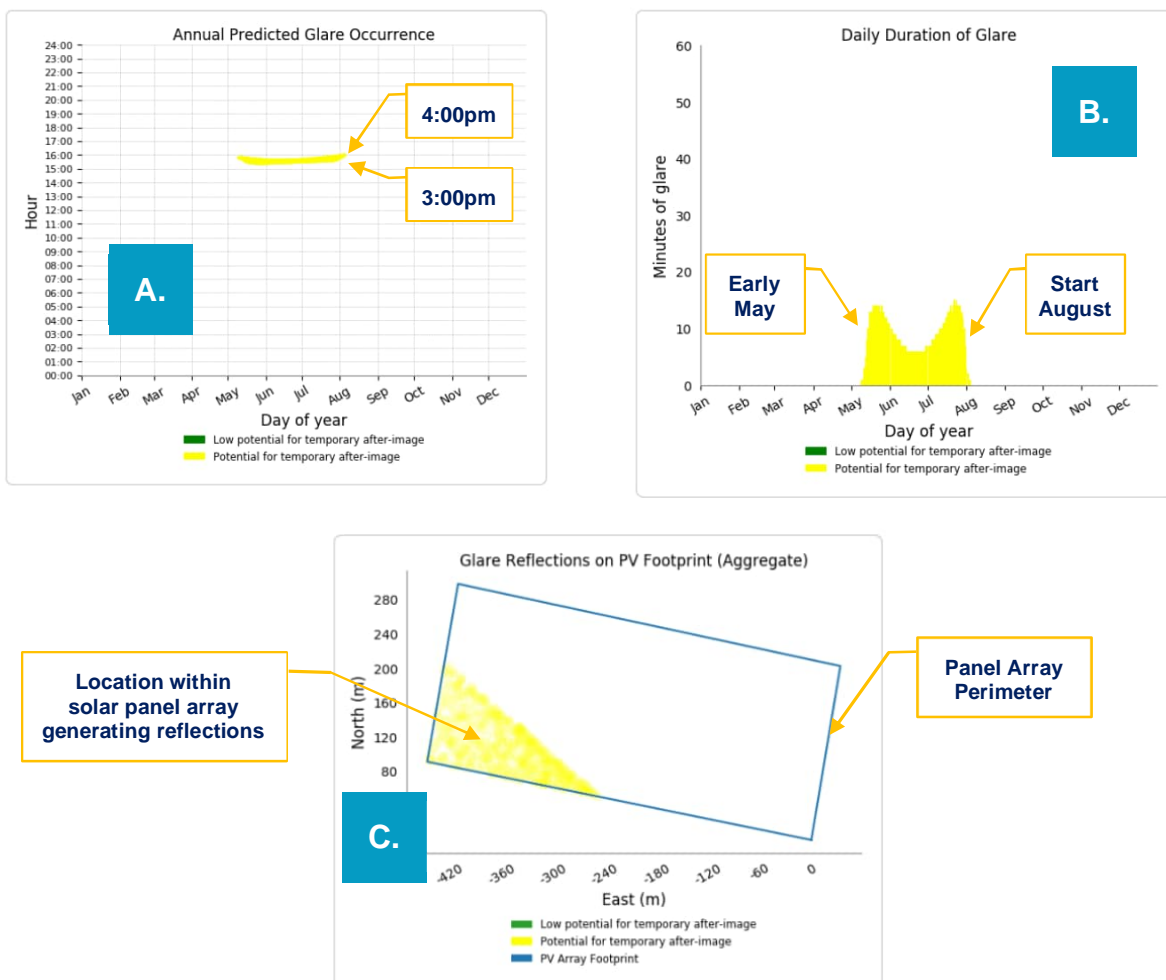 Annual Predicted Glare Occurrence
24:00
23:00
22:00
21:00
20:00
19:00
18:00
17:00
16:00
15:00
14:00
13:00
12:00
11:00
10:00
09:00
08:00
07:00
06:00
05:00
04:00
03:00
02:00
01:00
00:00
Hour
4:00pm
3:00pm
A.
Jan
Feb
Mar
Apr
May
Jun
Jul
Aug
Sep
Oct
Nov
Dec
Day of year
Low potential for temporary after-image
Potential for temporary after-image
Daily Duration of Glare
60
50
40
30
20
10
0
Minutes of glare
B.
Early
May
Start
August
Jan
Feb
Mar
Apr
May
Jun
Jul
Aug
Sep
Oct
Nov
Dec
Day of year
Low potential for temporary after-image
Potential for temporary after-image
Glare Reflections on PV Footprint (Aggregate)
280
240
200
160
120
80
North (m)
Location within
solar panel array
generating reflections
Panel Array
Perimeter
C.
-420
-360
-300
-240
-180
-120
-60
0
East (m)
Low potential for temporary after-image
Potential for temporary after-image
PV Array Footprint